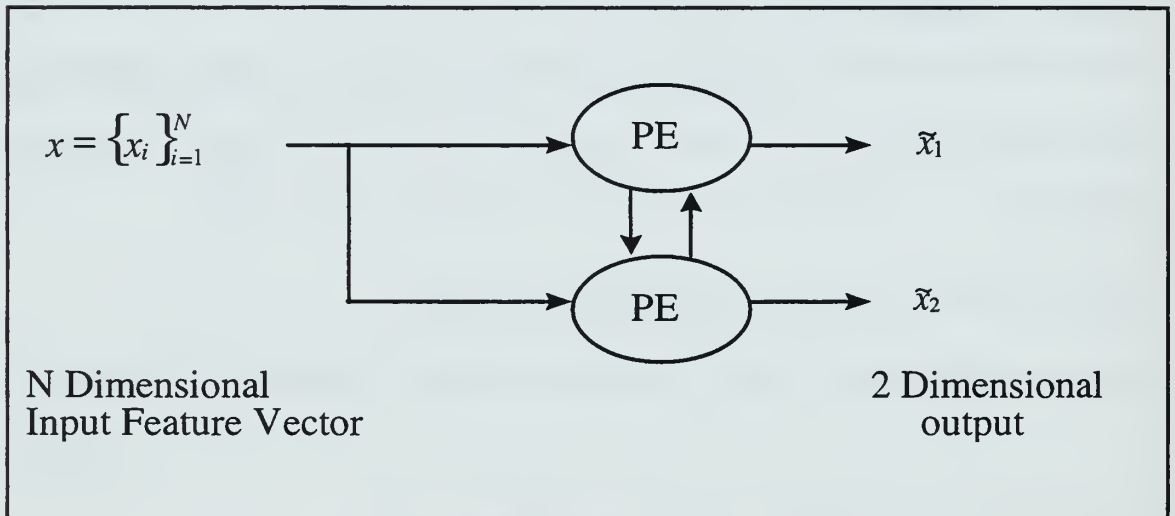 x = {x_i}_{i=1}^{N}
PE
x̃₁
PE
x̃₂
N Dimensional
Input Feature Vector
2 Dimensional
output